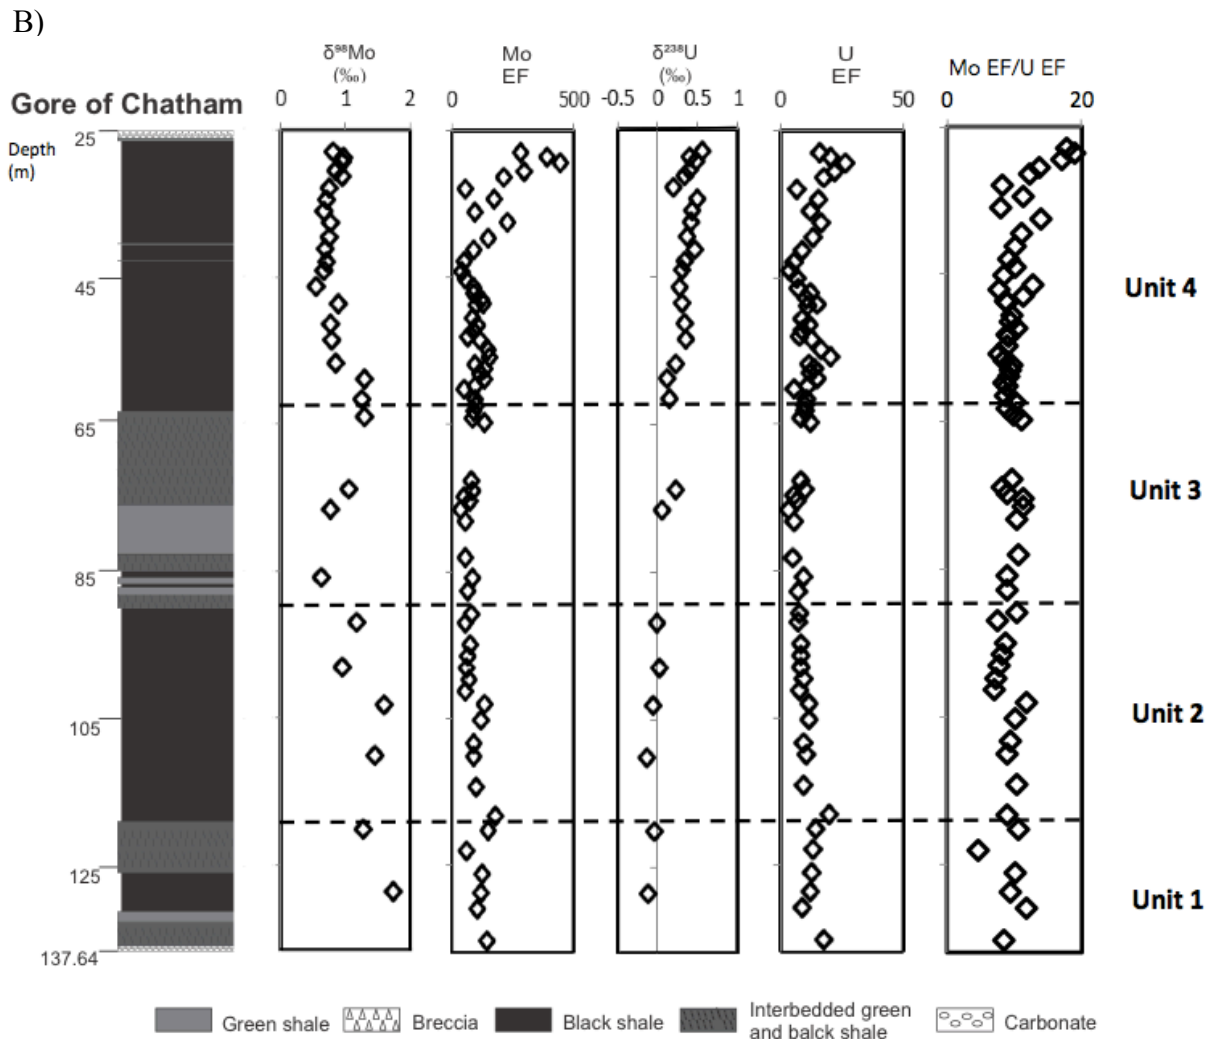 B)
δ⁹⁸Mo Mo δ²³⁸U U Mo EF/U EF
(‰) EF (‰) EF
Gore of Chatham
0 1 2 0 500 -0.5 0 0.5 1 0 50 0 20
25
Depth
(m)
45
Unit 4
65
Unit 3
85
105
Unit 2
125
Unit 1
137.64
Green shale
Breccia
Black shale
Interbedded green
and balck shale
Carbonate